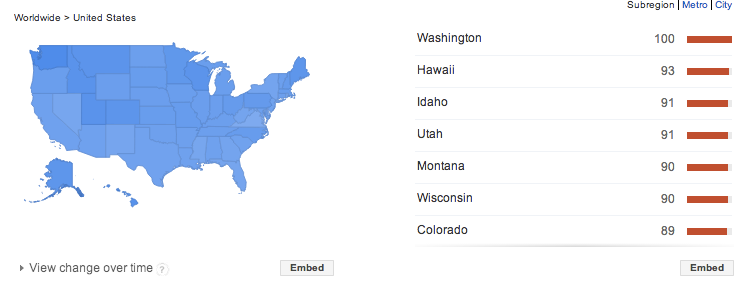 Subregion | Metro | City
Worldwide > United States
Washington 100
Hawaii 93
Idaho 91
Utah 91
Montana 90
Wisconsin 90
Colorado 89
View change over time ?
Embed
Embed